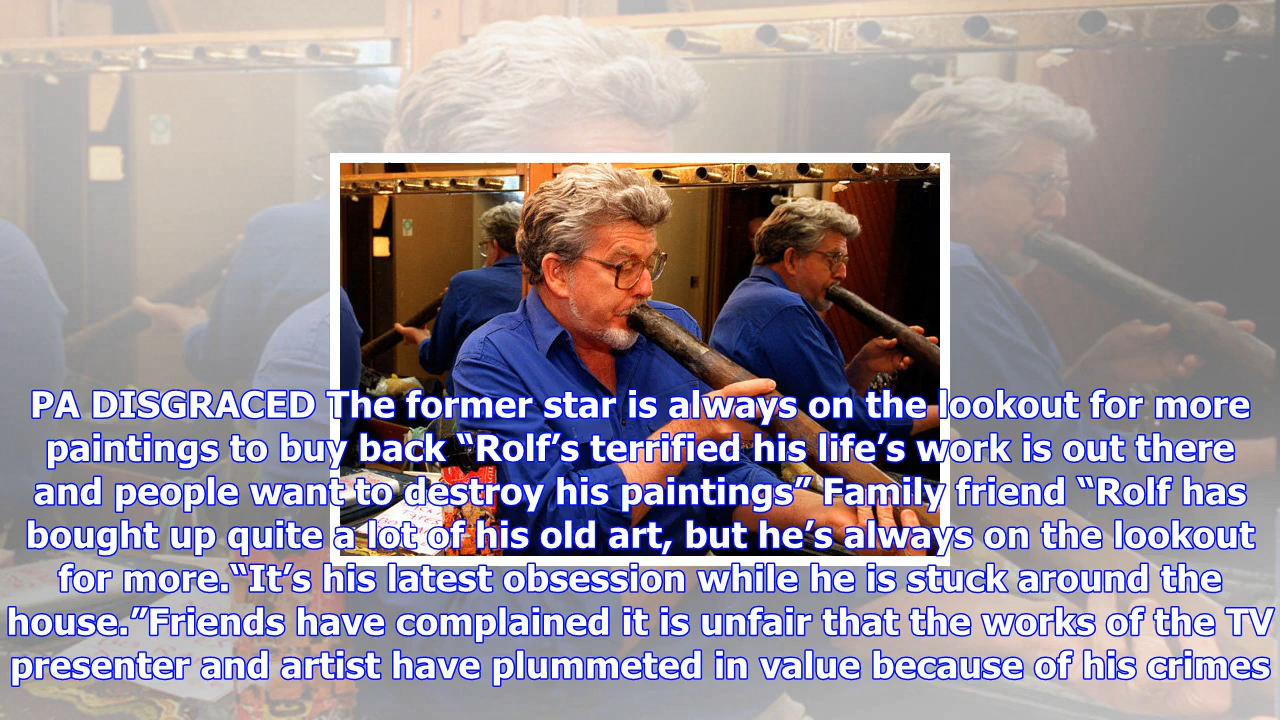 PA DISGRACED The former star is always on the lookout for more
paintings to buy back “Rolf’s terrified his life’s work is out there
and people want to destroy his paintings” Family friend “Rolf has
bought up quite a lot of his old art, but he’s always on the lookout
for more.“It’s his latest obsession while he is stuck around the
house.”Friends have complained it is unfair that the works of the TV
presenter and artist have plummeted in value because of his crimes